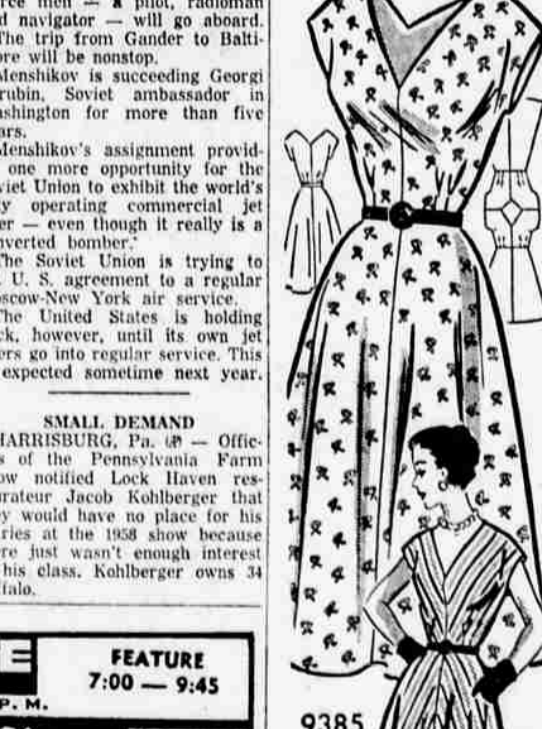 rce men — a pilot, radioman
d navigator — will go aboard.
The trip from Gander to Balti-
ore will be nonstop.
Menshikov is succeeding Georgi
rubin, Soviet ambassador in
ashington for more than five
ars.
Menshikov's assignment provid-
one more opportunity for the
viet Union to exhibit the world's
ly operating commercial jet
er — even though it really is a
nverted bomber.
The Soviet Union is trying to
U. S. agreement to a regular
oscow-New York air service.
The United States is holding
ck, however, until its own jet
ers go into regular service. This
expected sometime next year.
SMALL DEMAND
HARRISBURG, Pa. (AP) — Offic-
s of the Pennsylvania Farm
ow notified Lock Haven res-
urateur Jacob Kohlberger that
ey would have no place for his
ries at the 1958 show because
re just wasn't enough interest
his class. Kohlberger owns 34
falo.
FEATURE
7:00 — 9:45
P. M.
9385